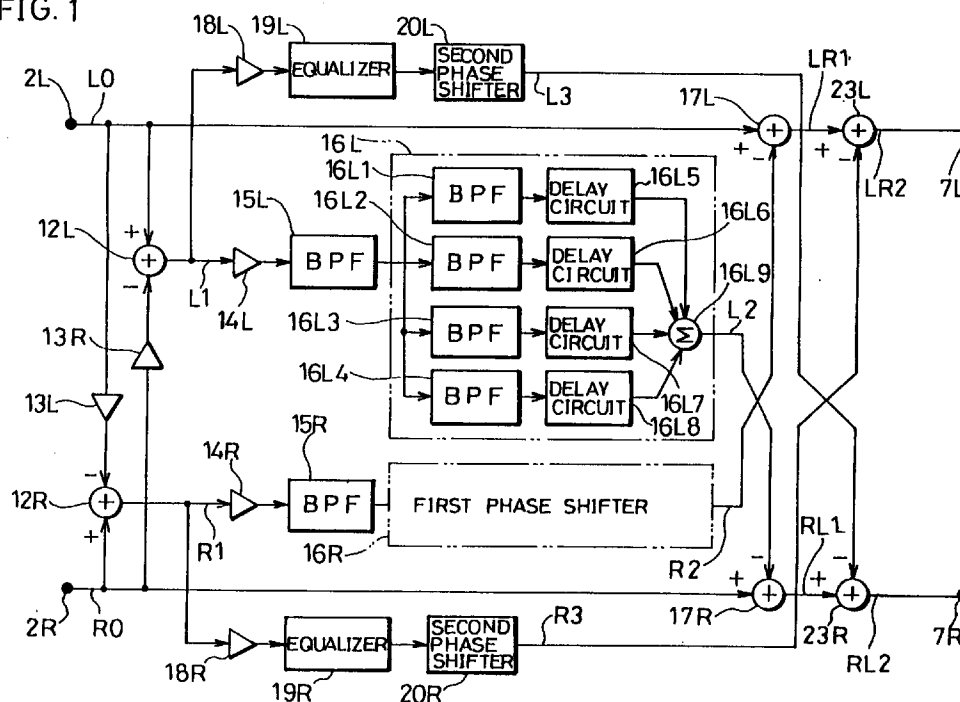 FIG. 1
18L
19L
20L
EQUALIZER
SECOND
PHASE
SHIFTER
L3
LR1
23L
17L
2L
L0
+
-
+
-
LR2
7L
16L
16L1
BPF
DELAY
CIRCUIT
16L5
15L
16L2
16L6
12L
+
-
BPF
BPF
DELAY
CIRCUIT
16L9
L1
14L
L2
16L3
BPF
DELAY
CIRCUIT
Σ
13R
16L4
BPF
DELAY
CIRCUIT
16L7
16L8
13L
15R
14R
-
12R
+
BPF
FIRST PHASE SHIFTER
R1
16R
R2
-
RL1
-
+
+
2R
R0
17R
23R
7R
R3
RL2
18R
EQUALIZER
SECOND
PHASE
SHIFTER
19R
20R